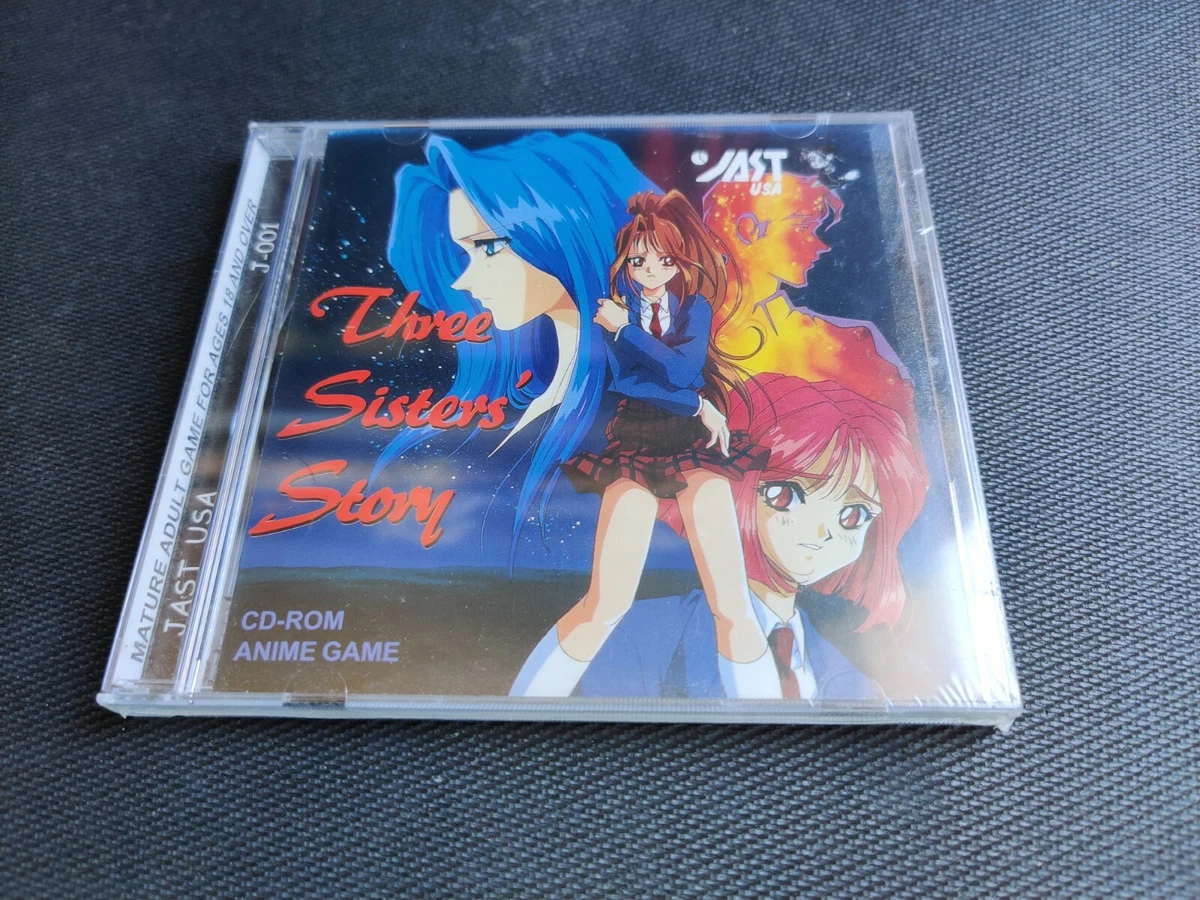 MATURE ADULT GAME FOR AGES 18 AND OVER
JAST USA
J-001
JAST
USA
Three
Sisters'
Story
CD-ROM
ANIME GAME